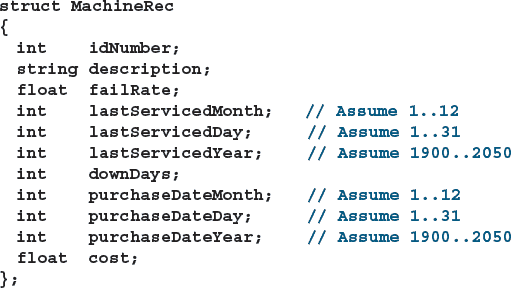 struct MachineRec
{
  int    idNumber;
  string description;
  float  failRate;
  int    lastServicedMonth;   // Assume 1..12
  int    lastServicedDay;     // Assume 1..31
  int    lastServicedYear;    // Assume 1900..2050
  int    downDays;
  int    purchaseDateMonth;   // Assume 1..12
  int    purchaseDateDay;     // Assume 1..31
  int    purchaseDateYear;    // Assume 1900..2050
  float  cost;
};